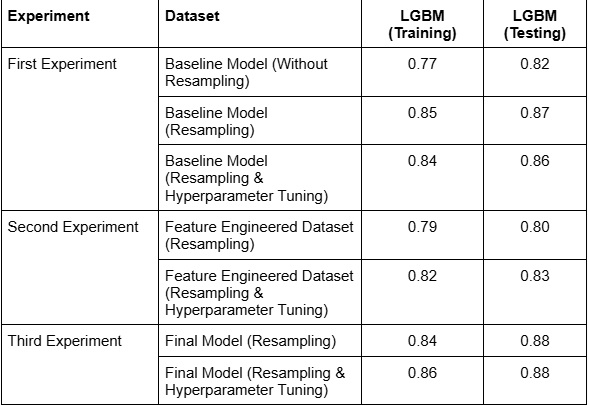 Experiment Dataset LGBM (Training) LGBM (Testing)
First Experiment Baseline Model (Without 0.77 0.82
Resampling)
Baseline Model 0.85 0.87
(Resampling)
Baseline Model 0.84 0.86
(Resampling &
Hyperparameter Tuning)
Second Experiment Feature Engineered Dataset 0.79 0.80
(Resampling)
Feature Engineered Dataset 0.82 0.83
(Resampling &
Hyperparameter Tuning)
Third Experiment Final Model (Resampling) 0.84 0.88
Final Model (Resampling & 0.86 0.88
Hyperparameter Tuning)